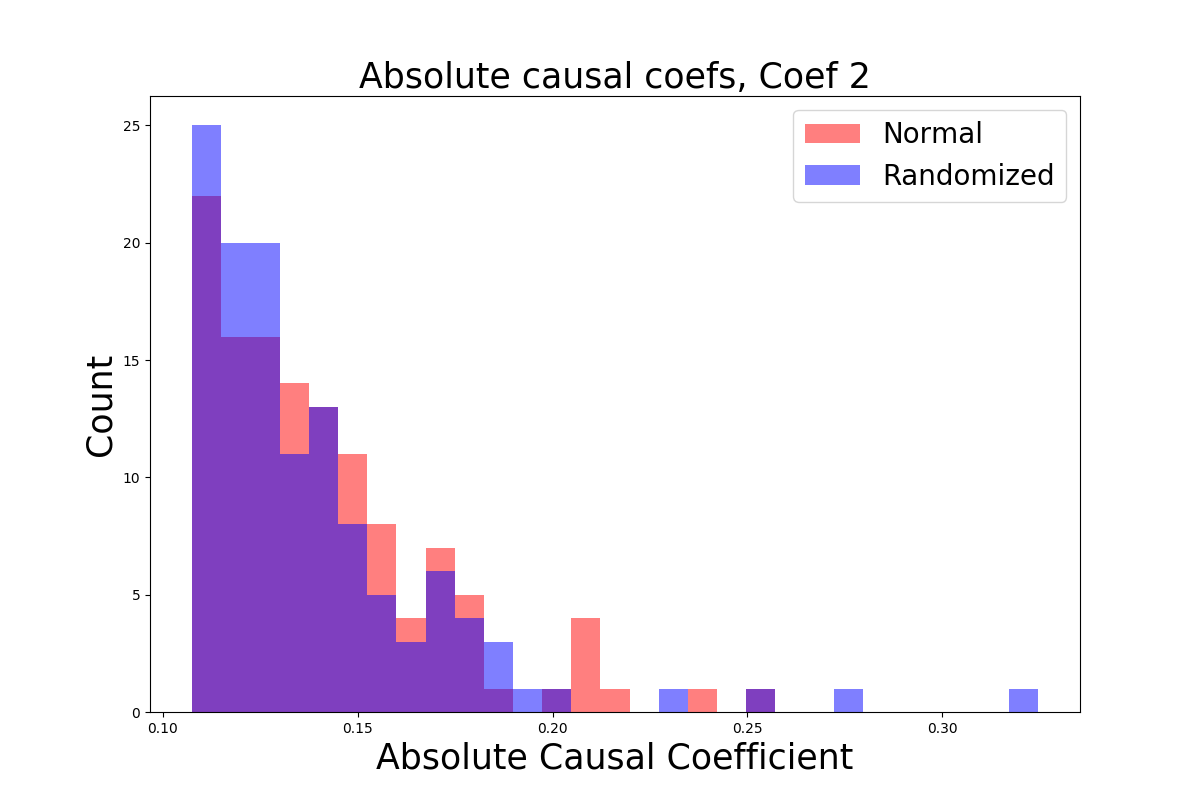 Absolute causal coefs, Coef 2
Normal
Randomized
25
20
15
10
5
0
Count
0.10
0.15
0.20
0.25
0.30
Absolute Causal Coefficient